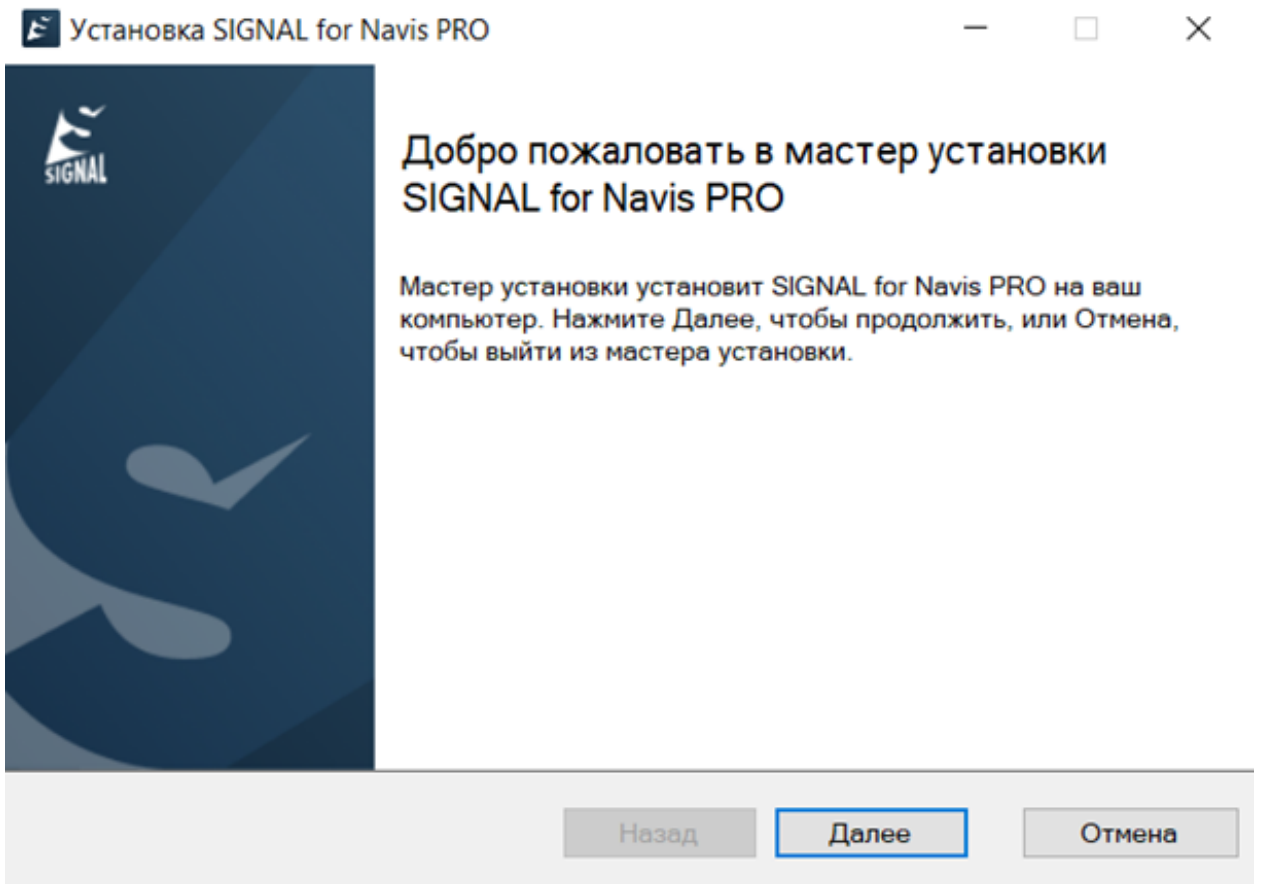 Установка SIGNAL for Navis PRO
SIGNAL
Добро пожаловать в мастер установки
SIGNAL for Navis PRO
Мастер установки установит SIGNAL for Navis PRO на ваш
компьютер. Нажмите Далее, чтобы продолжить, или Отмена,
чтобы выйти из мастера установки.
Назад
Далее
Отмена